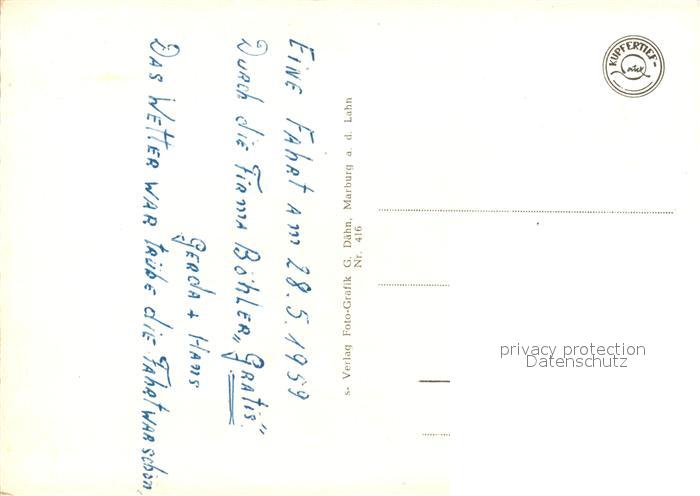 EINE FAHRT AM 28.5.1959
DURCH DIE FIRMA BÖHLER „GRATIS“
GERDA + HANS
DAS WETTER WAR TRÜBE DIE FAHRT WAR SCHÖN.
s- Verlag Foto-Grafik G. Dähn, Marburg a. d. Lahn
Nr. 416
KUPFERTIEF-
privacy protection
Datenschutz